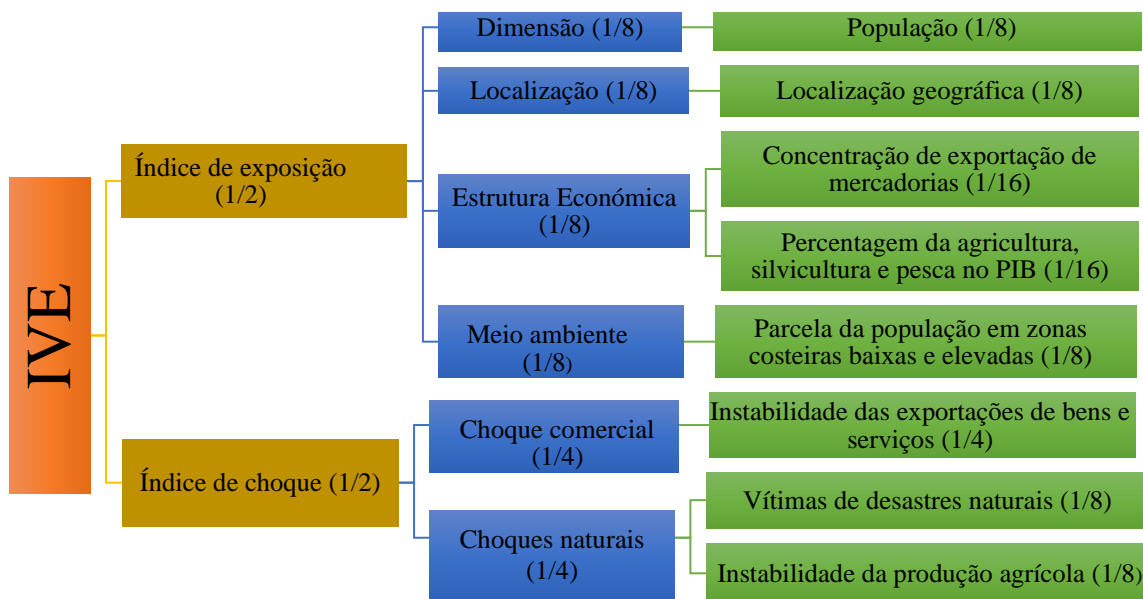 IVE
Índice de exposição
(1/2)
Dimensão (1/8)
População (1/8)
Localização (1/8)
Localização geográfica (1/8)
Estrutura Económica
(1/8)
Concentração de exportação de
mercadorias (1/16)
Percentagem da agricultura,
silvicultura e pesca no PIB (1/16)
Meio ambiente
(1/8)
Parcela da população em zonas
costeiras baixas e elevadas (1/8)
Índice de choque (1/2)
Choque comercial
(1/4)
Instabilidade das exportações de bens e
serviços (1/4)
Choques naturais
(1/4)
Vítimas de desastres naturais (1/8)
Instabilidade da produção agrícola (1/8)